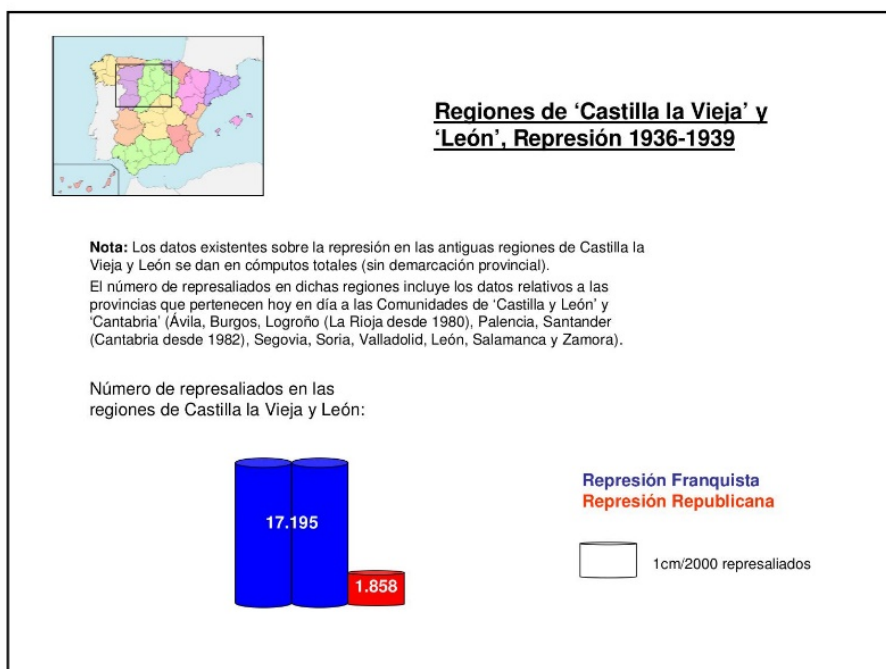 Regiones de ‘Castilla la Vieja’ y
‘León’, Represión 1936-1939
Nota: Los datos existentes sobre la represión en las antiguas regiones de Castilla la
Vieja y León se dan en cómputos totales (sin demarcación provincial).
El número de represaliados en dichas regiones incluye los datos relativos a las
provincias que pertenecen hoy en día a las Comunidades de ‘Castilla y León’ y
‘Cantabria’ (Ávila, Burgos, Logroño (La Rioja desde 1980), Palencia, Santander
(Cantabria desde 1982), Segovia, Soria, Valladolid, León, Salamanca y Zamora).
Número de represaliados en las
regiones de Castilla la Vieja y León:
17.195
1.858
Represión Franquista
Represión Republicana
1cm/2000 represaliados